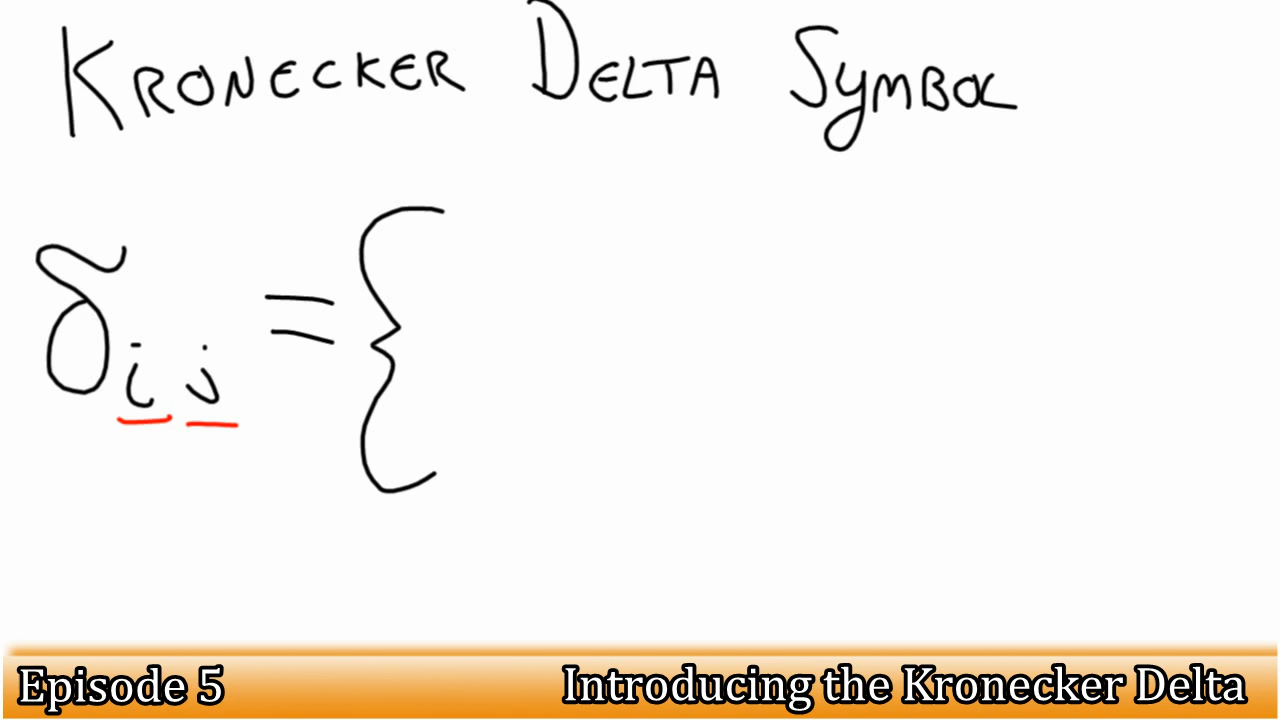 KRONECKER DELTA SYMBOL
δij = {
Episode 5
Introducing the Kronecker Delta